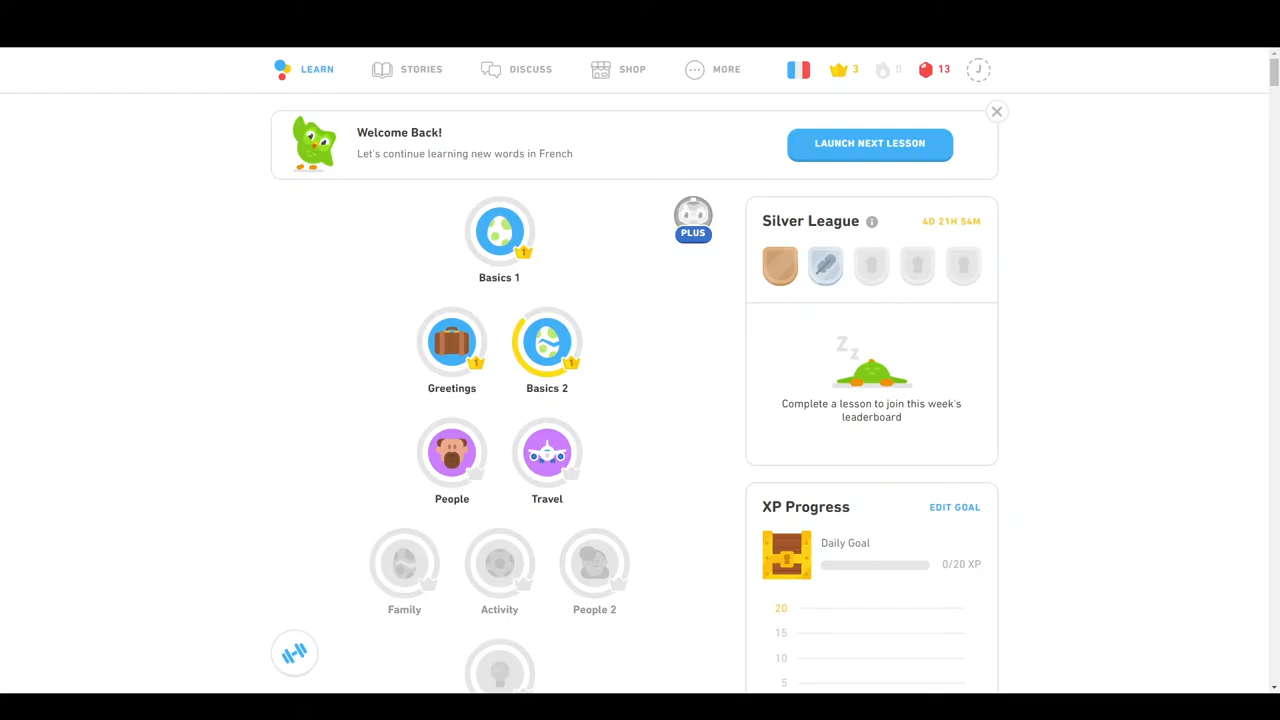 LEARN STORIES DISCUSS SHOP MORE 3 0 13 J
Welcome Back!
Let's continue learning new words in French
LAUNCH NEXT LESSON
1
Basics 1
PLUS
1
Greetings
1
Basics 2
People
Travel
Family
Activity
People 2
Silver League i 4D 21H 54M
Z
Z
Complete a lesson to join this week's
leaderboard
XP Progress EDIT GOAL
Daily Goal
0/20 XP
20
15
10
5